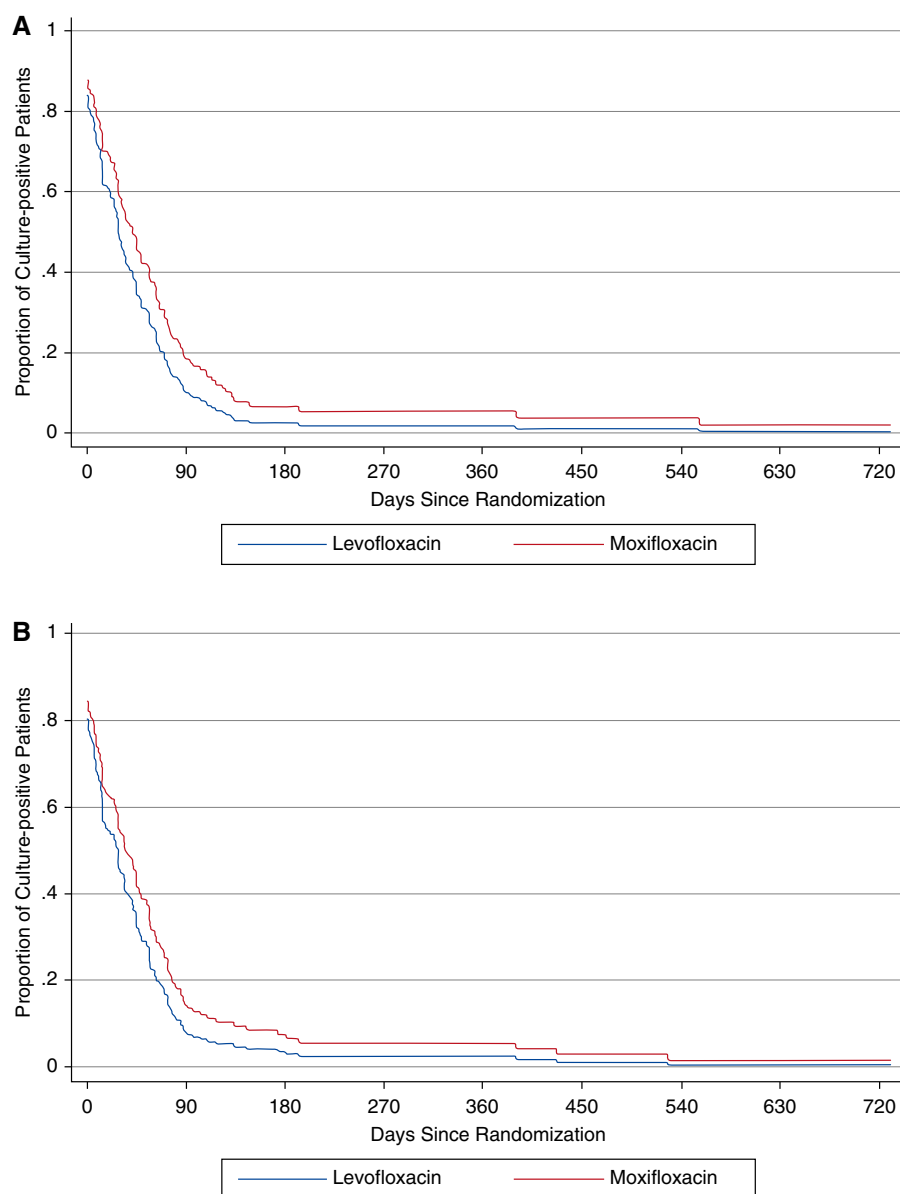 A
1
.8
.6
.4
.2
0
Proportion of Culture-positive Patients
0 90 180 270 360 450 540 630 720
Days Since Randomization
Levofloxacin Moxifloxacin
B
1
.8
.6
.4
.2
0
Proportion of Culture-positive Patients
0 90 180 270 360 450 540 630 720
Days Since Randomization
Levofloxacin Moxifloxacin